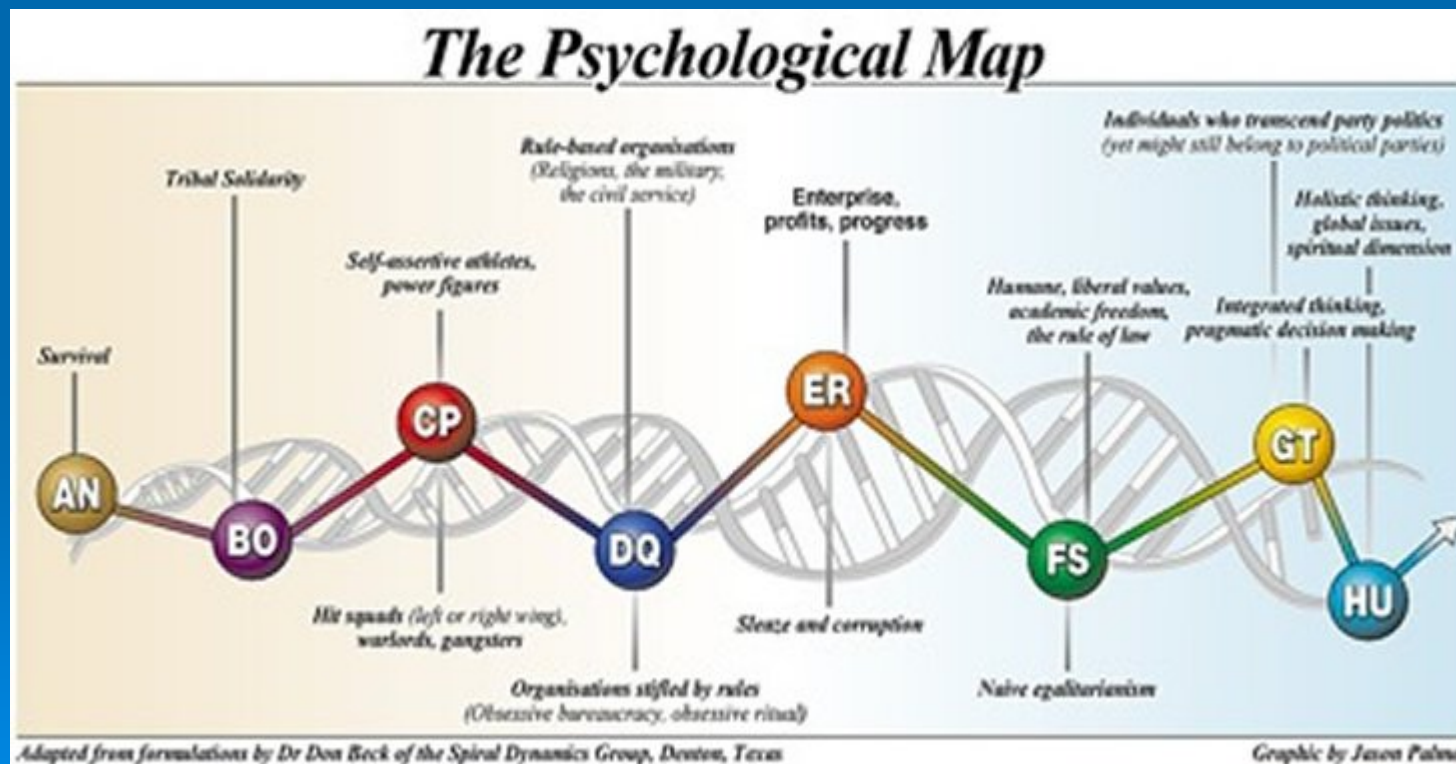 The Psychological Map
Individuals who transcend party politics
(yet might still belong to political parties)
Rule-based organisations
(Religions, the military,
the civil service)
Tribal Solidarity
Enterprise,
profits, progress
Holistic thinking,
global issues,
spiritual dimension
Self-assertive athletes,
power figures
Humane, liberal values,
academic freedom,
the rule of law
Integrated thinking,
pragmatic decision making
Survival
AN
BO
CP
DQ
ER
FS
GT
HU
Hit squads (left or right wing),
warlords, gangsters
Sleaze and corruption
Organisations stifled by rules
(Obsessive bureaucracy, obsessive ritual)
Naive egalitarianism
Adapted from formulations by Dr Don Beck of the Spiral Dynamics Group, Denton, Texas
Graphic by Jason